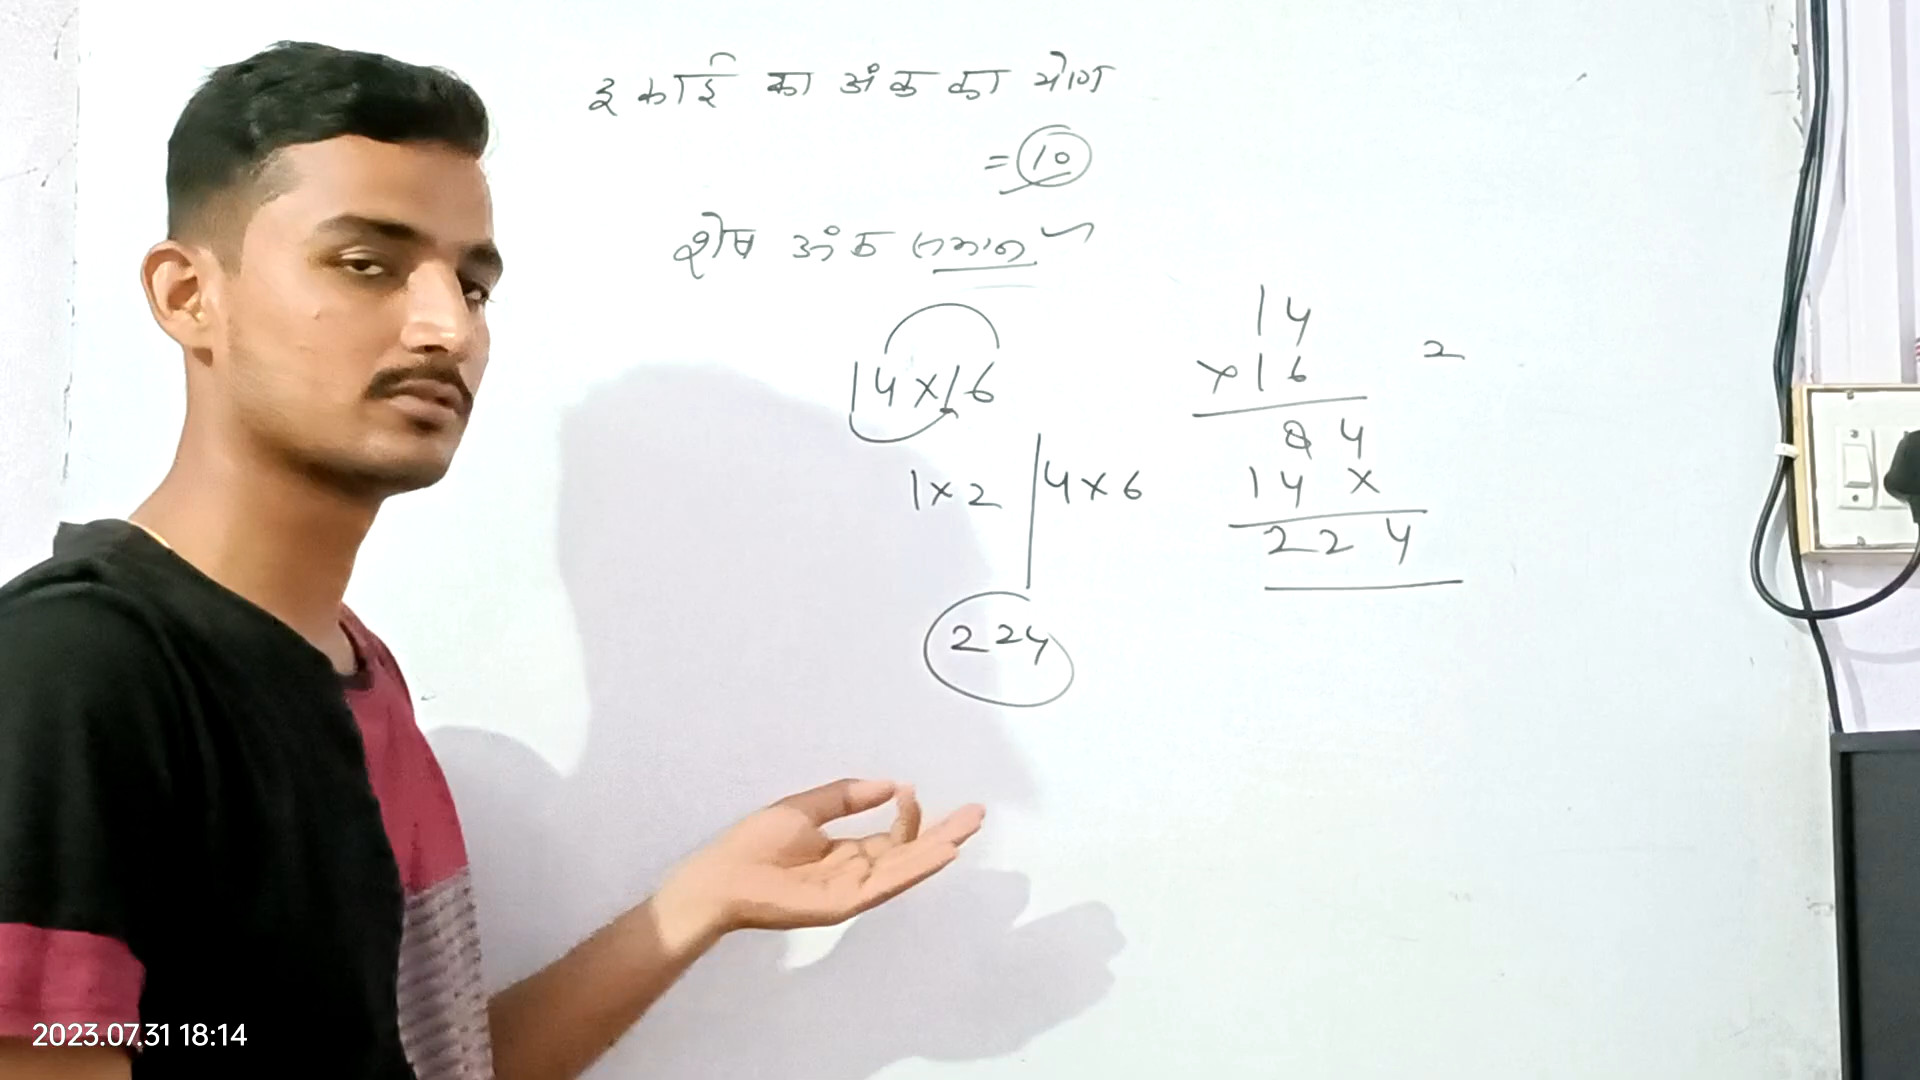 इकाई का अंक का योग
= 10
शेष अंक समान
14 x 16
1 x 2 | 4 x 6
224
14
x 16
84
14 x
224
2
2023.07.31 18:14